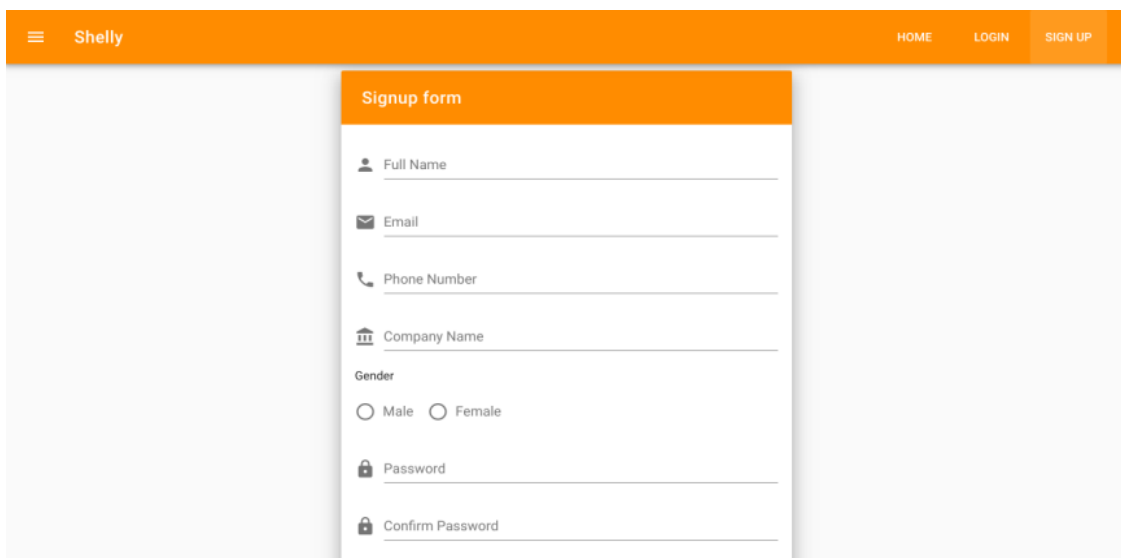 Shelly HOME LOGIN SIGN UP
Signup form
Full Name
Email
Phone Number
Company Name
Gender
Male Female
Password
Confirm Password